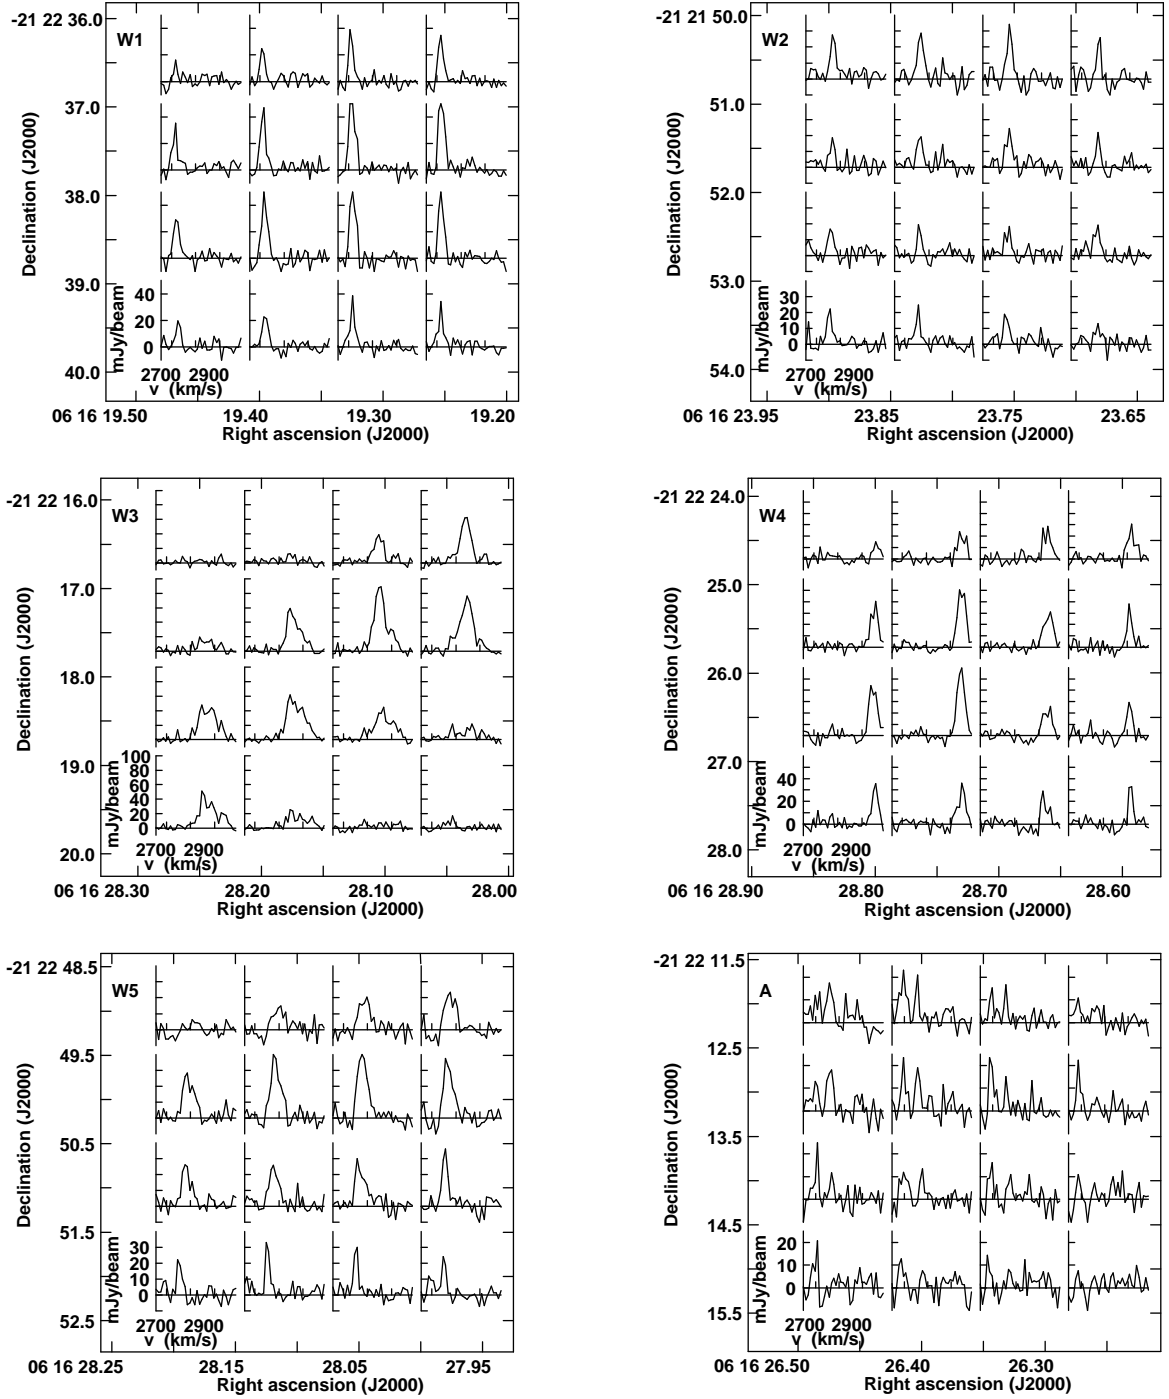 -21 22 36.0
W1
37.0
38.0
39.0
40.0
Declination (J2000)
40
20
0
mJy/beam
2700 2900
v (km/s)
06 16 19.50 19.40 19.30 19.20
Right ascension (J2000)
-21 21 50.0
W2
51.0
52.0
53.0
54.0
Declination (J2000)
30
20
10
0
mJy/beam
2700 2900
v (km/s)
06 16 23.95 23.85 23.75 23.65
Right ascension (J2000)
-21 22 16.0
W3
17.0
18.0
19.0
20.0
Declination (J2000)
100
80
60
40
20
0
mJy/beam
2700 2900
v (km/s)
06 16 28.30 28.20 28.10 28.00
Right ascension (J2000)
-21 22 24.0
W4
25.0
26.0
27.0
28.0
Declination (J2000)
40
20
0
mJy/beam
2700 2900
v (km/s)
06 16 28.90 28.80 28.70 28.60
Right ascension (J2000)
-21 22 48.5
W5
49.5
50.5
51.5
52.5
Declination (J2000)
30
20
10
0
mJy/beam
2700 2900
v (km/s)
06 16 28.25 28.15 28.05 27.95
Right ascension (J2000)
-21 22 11.5
A
12.5
13.5
14.5
15.5
Declination (J2000)
20
10
0
mJy/beam
2700 2900
v (km/s)
06 16 26.50 26.40 26.30
Right ascension (J2000)